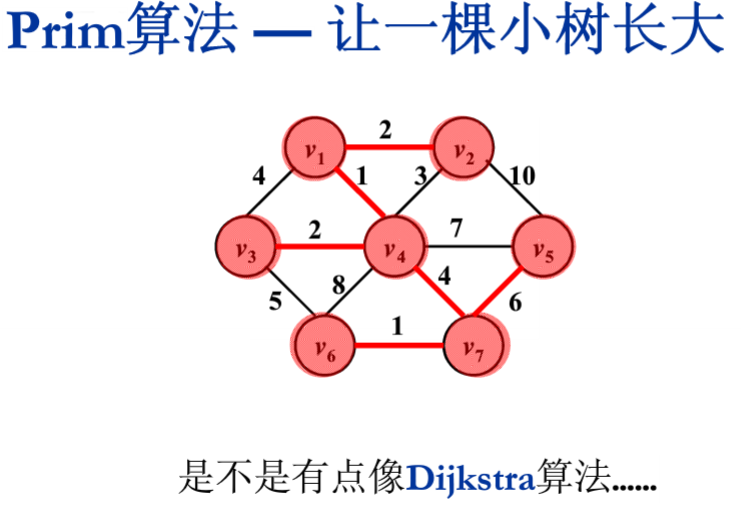 Prim算法 — 让一棵小树长大
2
v1 v2
4 1 3 10
2 7
v3 v4 v5
8 4
5 6
1
v6 v7
是不是有点像Dijkstra算法......